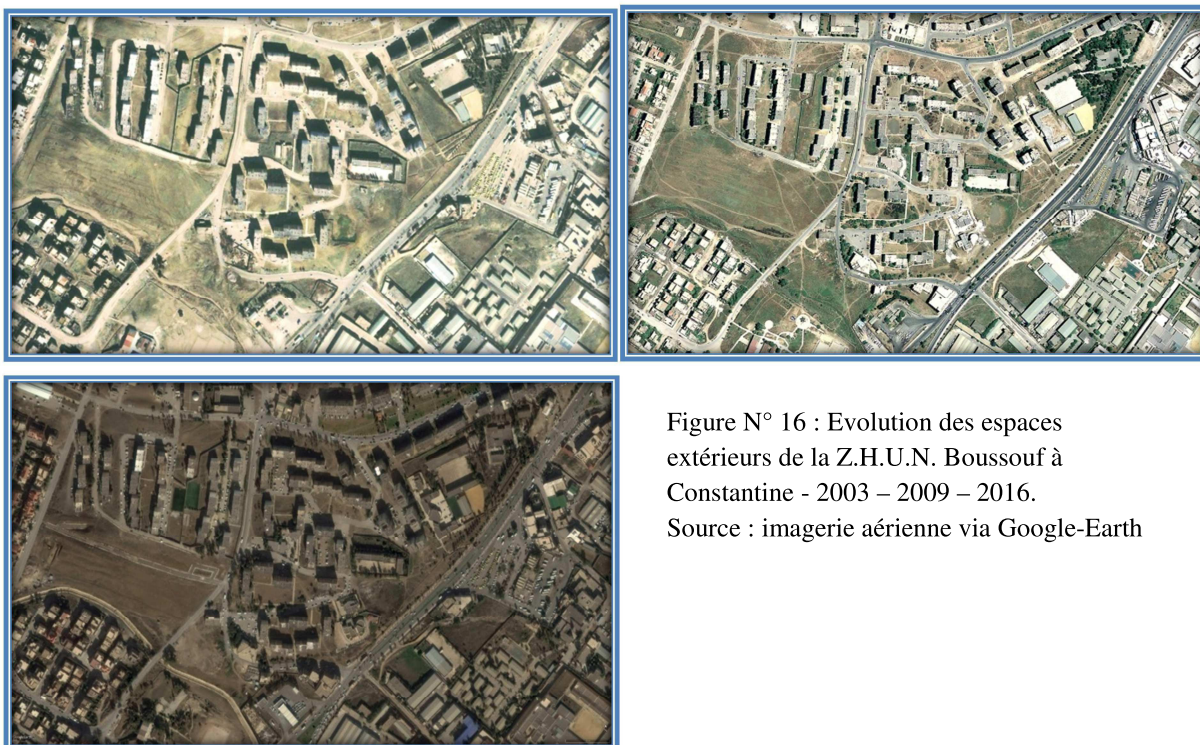 Figure N° 16 : Evolution des espaces
extérieurs de la Z.H.U.N. Boussouf à
Constantine - 2003 – 2009 – 2016.
Source : imagerie aérienne via Google-Earth